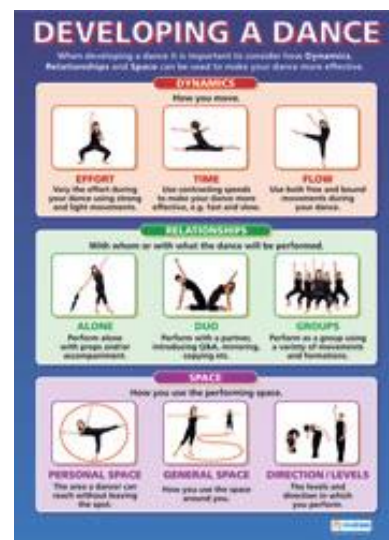 DEVELOPING A DANCE
When developing a dance it is important to consider how Dynamics,
Relationships and Space can be used to make your dance more effective.
DYNAMICS
How you move.
EFFORT
Vary the effort during
your dance using strong
and light movements.
TIME
Use contrasting speeds
to make your dance more
effective, e.g. fast and slow.
FLOW
Use both free and bound
movements during
your dance.
RELATIONSHIPS
With whom or with what the dance will be performed.
ALONE
Perform alone
with props and/or
accompaniment.
DUO
Perform with a partner,
introducing Q&A, mirroring,
copying etc.
GROUPS
Perform as a group using
a variety of movements
and formations.
SPACE
How you use the performing space.
PERSONAL SPACE
The area a dancer can
reach without leaving
the spot.
GENERAL SPACE
How you use the space
around you.
DIRECTION/LEVELS
The levels and
direction in which
you perform.